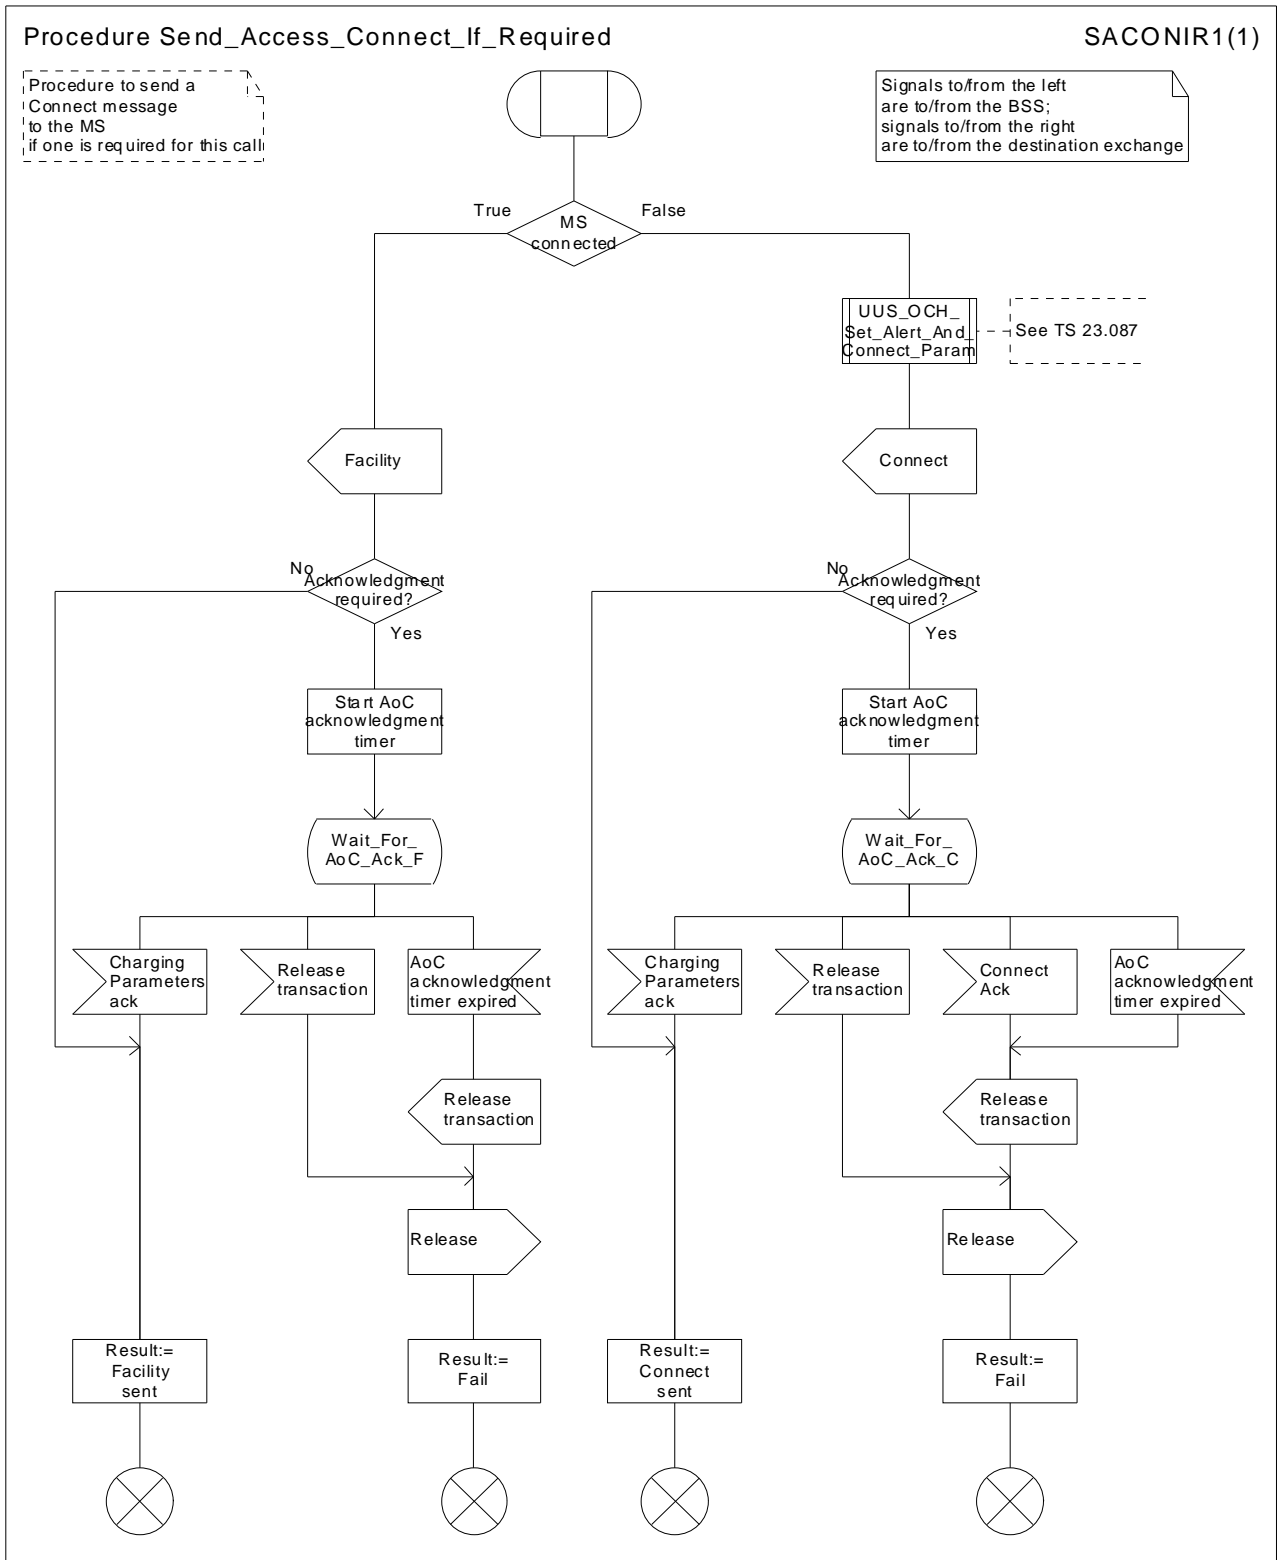 Procedure Send_Access_Connect_If_Required
SACONIR1(1)
Procedure to send a
Connect message
to the MS
if one is required for this call
Signals to/from the left
are to/from the BSS;
signals to/from the right
are to/from the destination exchange
True
MS
connected
False
UUS_OCH_
Set_Alert_And_
Connect_Param
See TS 23.087
Facility
Connect
No
Acknowledgment
required?
Yes
No
Acknowledgment
required?
Yes
Start AoC
acknowledgment
timer
Start AoC
acknowledgment
timer
Wait_For_
AoC_Ack_F
Wait_For_
AoC_Ack_C
Charging
Parameters
ack
Release
transaction
AoC
acknowledgment
timer expired
Charging
Parameters
ack
Release
transaction
Connect
Ack
AoC
acknowledgment
timer expired
Release
transaction
Release
transaction
Release
Release
Result:=
Facility
sent
Result:=
Fail
Result:=
Connect
sent
Result:=
Fail